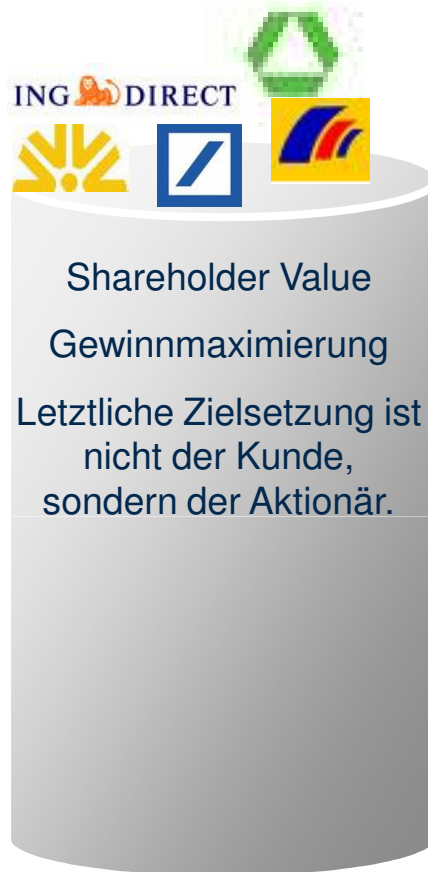 ING DIRECT
Shareholder Value
Gewinnmaximierung
Letztliche Zielsetzung ist
nicht der Kunde,
sondern der Aktionär.